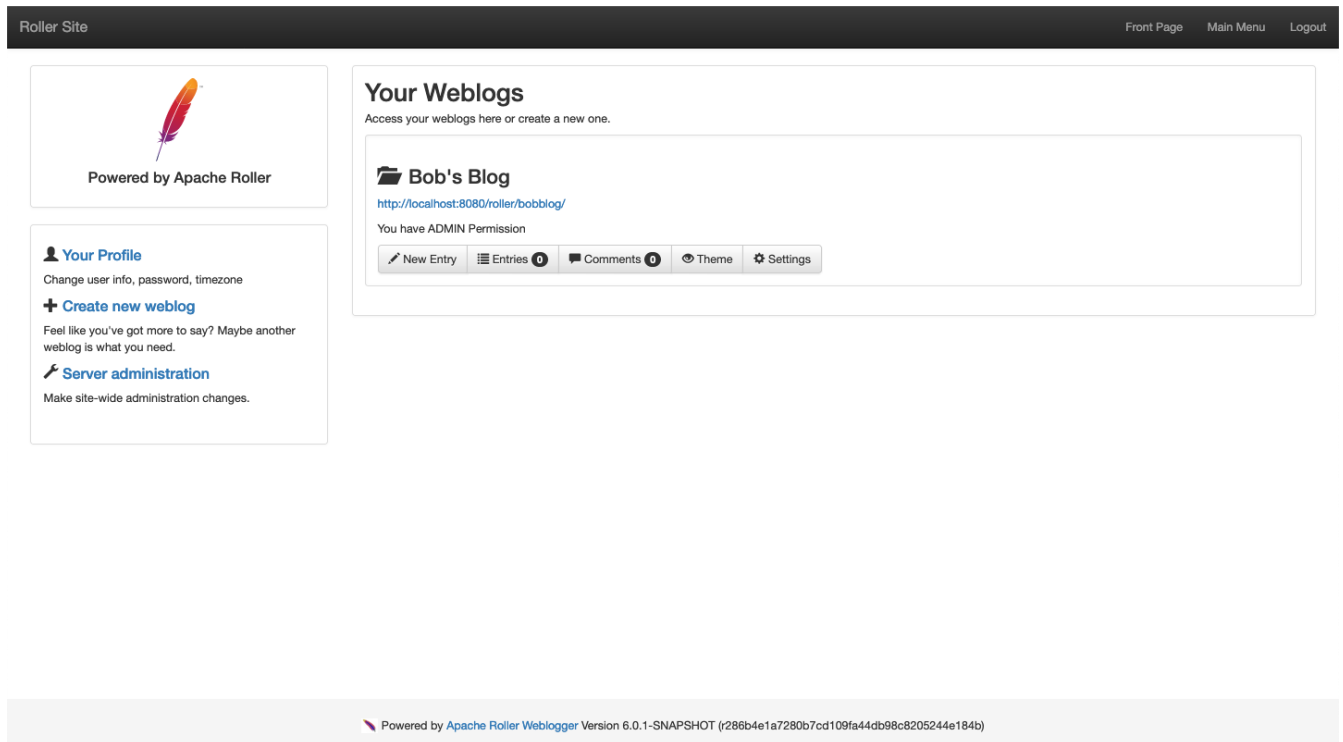 Roller Site
Front Page Main Menu Logout
Powered by Apache Roller
Your Profile
Change user info, password, timezone
Create new weblog
Feel like you've got more to say? Maybe another
weblog is what you need.
Server administration
Make site-wide administration changes.
Your Weblogs
Access your weblogs here or create a new one.
Bob's Blog
http://localhost:8080/roller/bobblog/
You have ADMIN Permission
New Entry Entries 0 Comments 0 Theme Settings
Powered by Apache Roller Weblogger Version 6.0.1-SNAPSHOT (r286b4e1a7280b7cd109fa44db98c8205244e184b)